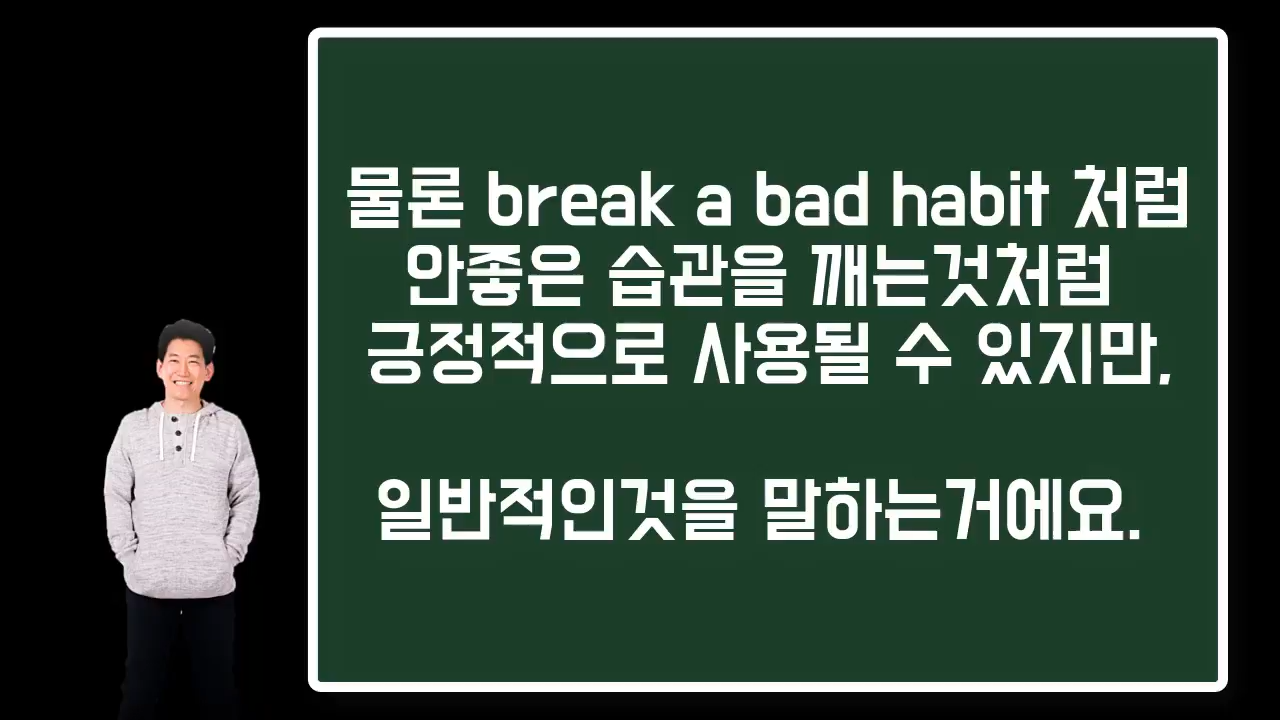 물론 break a bad habit 처럼
안좋은 습관을 깨는것처럼
긍정적으로 사용될 수 있지만,
일반적인것을 말하는거에요.